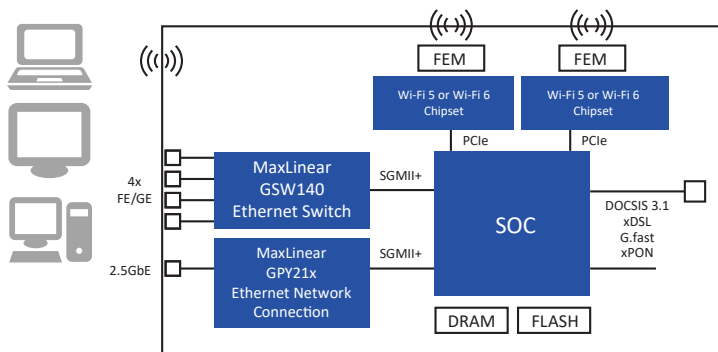 FEM
FEM
Wi-Fi 5 or Wi-Fi 6
Chipset
Wi-Fi 5 or Wi-Fi 6
Chipset
PCIe
PCIe
4x
FE/GE
MaxLinear
GSW140
Ethernet Switch
SGMII+
SOC
DOCSIS 3.1
xDSL
G.fast
xPON
2.5GbE
MaxLinear
GPY21x
Ethernet Network
Connection
SGMII+
DRAM
FLASH